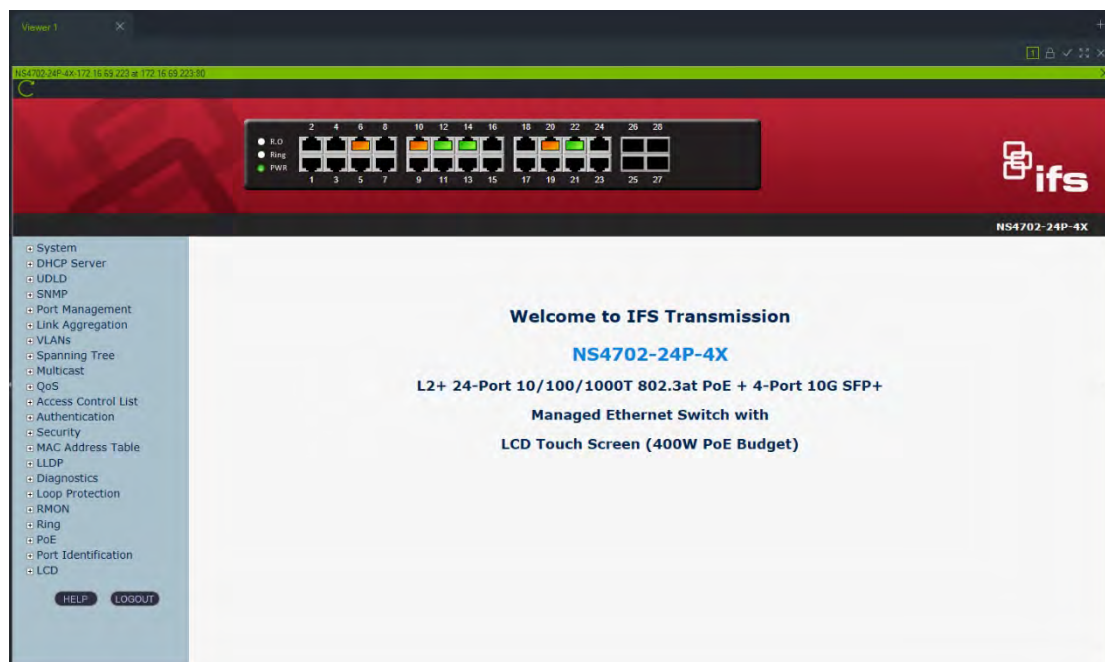 Viewer 1
1
NS4702-24P-4X-172.16.69.223 at 172.16.69.223:80
2 4 6 8 10 12 14 16 18 20 22 24 26 28
R.O
Ring
PWR
1 3 5 7 9 11 13 15 17 19 21 23 25 27
ifs
NS4702-24P-4X
System
DHCP Server
UDLD
SNMP
Port Management
Link Aggregation
VLANs
Spanning Tree
Multicast
QoS
Access Control List
Authentication
Security
MAC Address Table
LLDP
Diagnostics
Loop Protection
RMON
Ring
PoE
Port Identification
LCD
HELP LOGOUT
Welcome to IFS Transmission
NS4702-24P-4X
L2+ 24-Port 10/100/1000T 802.3at PoE + 4-Port 10G SFP+
Managed Ethernet Switch with
LCD Touch Screen (400W PoE Budget)